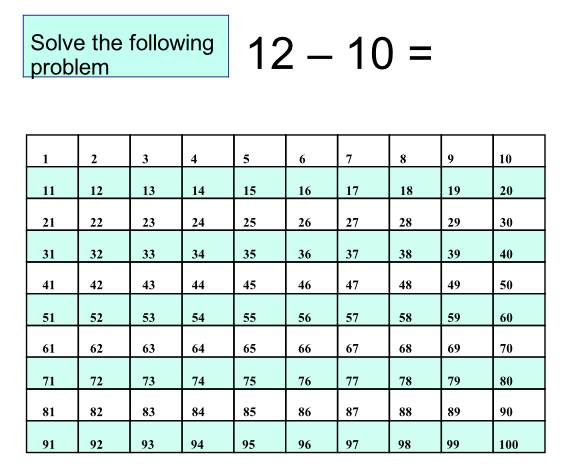 Solve the following
problem
12 – 10 =
1 2 3 4 5 6 7 8 9 10
11 12 13 14 15 16 17 18 19 20
21 22 23 24 25 26 27 28 29 30
31 32 33 34 35 36 37 38 39 40
41 42 43 44 45 46 47 48 49 50
51 52 53 54 55 56 57 58 59 60
61 62 63 64 65 66 67 68 69 70
71 72 73 74 75 76 77 78 79 80
81 82 83 84 85 86 87 88 89 90
91 92 93 94 95 96 97 98 99 100